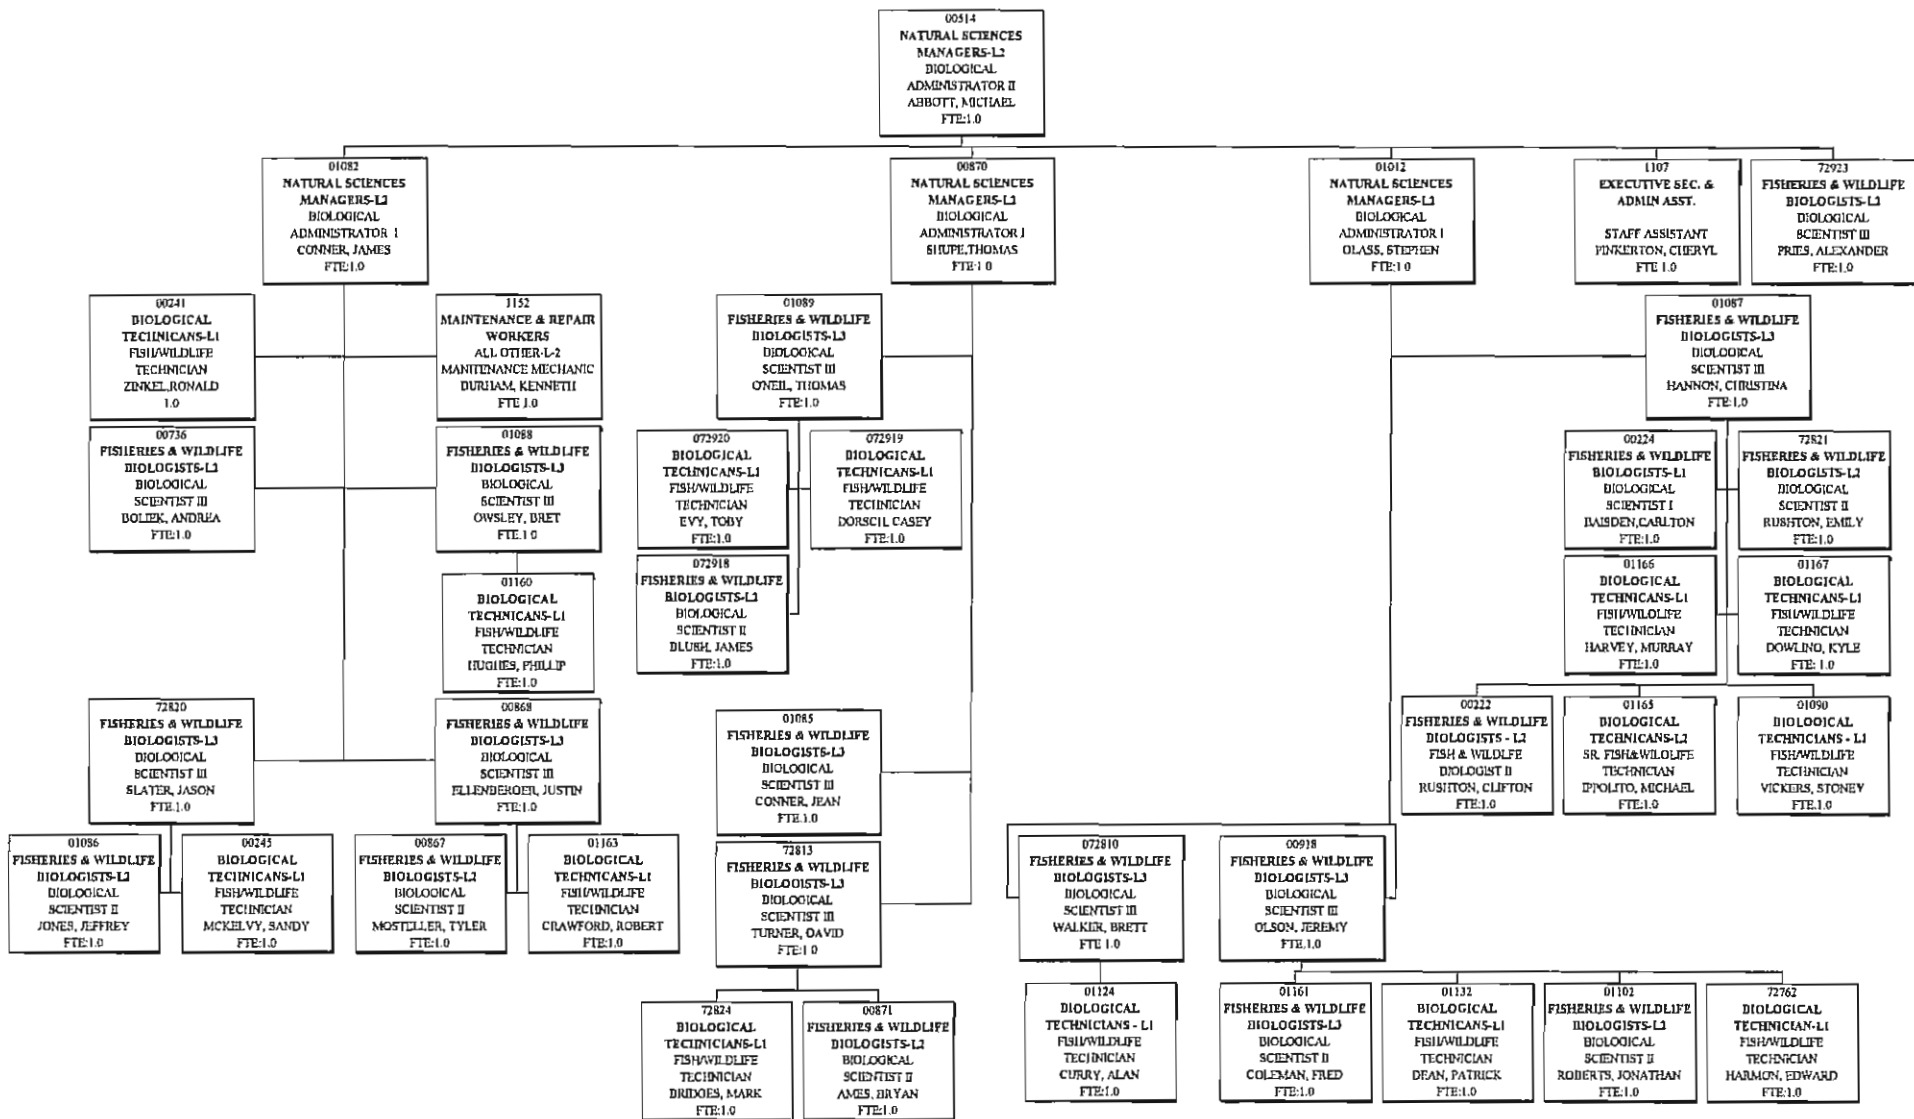 00514
NATURAL SCIENCES
MANAGERS-L2
BIOLOGICAL
ADMINISTRATOR II
ABBOTT, MICHAEL
FTE:1.0
01082
NATURAL SCIENCES
MANAGERS-L2
BIOLOGICAL
ADMINISTRATOR I
CONNER, JAMES
FTE:1.0
00870
NATURAL SCIENCES
MANAGERS-L2
BIOLOGICAL
ADMINISTRATOR I
SHUPE,THOMAS
FTE:1.0
01012
NATURAL SCIENCES
MANAGERS-L2
BIOLOGICAL
ADMINISTRATOR I
GLASS, STEPHEN
FTE:1.0
1107
EXECUTIVE SEC. &
ADMIN ASST.
STAFF ASSISTANT
PINKERTON, CHERYL
FTE 1.0
72923
FISHERIES & WILDLIFE
BIOLOGISTS-L3
BIOLOGICAL
SCIENTIST III
PRIES, ALEXANDER
FTE:1.0
00241
BIOLOGICAL
TECHNICANS-L1
FISH/WILDLIFE
TECHNICIAN
ZINKEL,RONALD
1.0
1152
MAINTENANCE & REPAIR
WORKERS
ALL OTHER-L-2
MANITENANCE MECHANIC
DURHAM, KENNETH
FTE 1.0
01089
FISHERIES & WILDLIFE
BIOLOGISTS-L3
BIOLOGICAL
SCIENTIST III
O'NEIL, THOMAS
FTE:1.0
01087
FISHERIES & WILDLIFE
BIOLOGISTS-L3
BIOLOGICAL
SCIENTIST III
HANNON, CHRISTINA
FTE:1.0
00736
FISHERIES & WILDLIFE
BIOLOGISTS-L3
BIOLOGICAL
SCIENTIST III
BOLIEK, ANDREA
FTE:1.0
01088
FISHERIES & WILDLIFE
BIOLOGISTS-L3
BIOLOGICAL
SCIENTIST III
OWSLEY, BRET
FTE.1.0
072920
BIOLOGICAL
TECHNICANS-L1
FISH/WILDLIFE
TECHNICIAN
EVY, TOBY
FTE:1.0
072919
BIOLOGICAL
TECHNICANS-L1
FISH/WILDLIFE
TECHNICIAN
DORSCH, CASEY
FTE:1.0
00224
FISHERIES & WILDLIFE
BIOLOGISTS-L1
BIOLOGICAL
SCIENTIST I
BAISDEN,CARLTON
FTE:1.0
72821
FISHERIES & WILDLIFE
BIOLOGISTS-L2
BIOLOGICAL
SCIENTIST II
RUSHTON, EMILY
FTE:1.0
01160
BIOLOGICAL
TECHNICANS-L1
FISH/WILDLIFE
TECHNICIAN
HUGHES, PHILLIP
FTE:1.0
072918
FISHERIES & WILDLIFE
BIOLOGISTS-L2
BIOLOGICAL
SCIENTIST II
BLUSH, JAMES
FTE:1.0
01166
BIOLOGICAL
TECHNICANS-L1
FISH/WILDLIFE
TECHNICIAN
HARVEY, MURRAY
FTE:1.0
01167
BIOLOGICAL
TECHNICANS-L1
FISH/WILDLIFE
TECHNICIAN
DOWLING, KYLE
FTE: 1.0
72820
FISHERIES & WILDLIFE
BIOLOGISTS-L3
BIOLOGICAL
SCIENTIST III
SLATER, JASON
FTE.1.0
00868
FISHERIES & WILDLIFE
BIOLOGISTS-L3
BIOLOGICAL
SCIENTIST III
ELLENBERGER, JUSTIN
FTE:1.0
01085
FISHERIES & WILDLIFE
BIOLOGISTS-L3
BIOLOGICAL
SCIENTIST III
CONNER, JEAN
FTE:1.0
00222
FISHERIES & WILDLIFE
BIOLOGISTS - L2
FISH & WILDLFE
BIOLOGIST II
RUSHTON, CLIFTON
FTE:1.0
01165
BIOLOGICAL
TECHNICANS-L2
SR. FISH&WILDLIFE
TECHNICIAN
IPPOLITO, MICHAEL
FTE:1.0
01090
BIOLOGICAL
TECHNICIANS - L1
FISH/WILDLIFE
TECHNICIAN
VICKERS, STONEY
FTE:1.0
01086
FISHERIES & WILDLIFE
BIOLOGISTS-L2
BIOLOGICAL
SCIENTIST II
JONES, JEFFREY
FTE:1.0
00245
BIOLOGICAL
TECHNICANS-L1
FISH/WILDLIFE
TECHNICIAN
MCKELVY, SANDY
FTE:1.0
00867
FISHERIES & WILDLIFE
BIOLOGISTS-L2
BIOLOGICAL
SCIENTIST II
MOSTELLER, TYLER
FTE:1.0
01163
BIOLOGICAL
TECHNICANS-L1
FISH/WILDLIFE
TECHNICIAN
CRAWFORD, ROBERT
FTE:1.0
72813
FISHERIES & WILDLIFE
BIOLOGISTS-L3
BIOLOGICAL
SCIENTIST III
TURNER, DAVID
FTE:1.0
072810
FISHERIES & WILDLIFE
BIOLOGISTS-L3
BIOLOGICAL
SCIENTIST III
WALKER, BRETT
FTE 1.0
00918
FISHERIES & WILDLIFE
BIOLOGISTS-L3
BIOLOGICAL
SCIENTIST III
OLSON, JEREMY
FTE.1.0
72824
BIOLOGICAL
TECHNICIANS-L1
FISH/WILDLIFE
TECHNICIAN
BRIDGES, MARK
FTE:1.0
00871
FISHERIES & WILDLIFE
BIOLOGISTS-L2
BIOLOGICAL
SCIENTIST II
AMES, BRYAN
FTE:1.0
01124
BIOLOGICAL
TECHNICIANS - L1
FISH/WILDLIFE
TECHNICIAN
CURRY, ALAN
FTE:1.0
01161
FISHERIES & WILDLIFE
BIOLOGISTS-L3
BIOLOGICAL
SCIENTIST II
COLEMAN, FRED
FTE:1.0
01132
BIOLOGICAL
TECHNICANS-L1
FISH/WILDLIFE
TECHNICIAN
DEAN, PATRICK
FTE:1.0
01102
FISHERIES & WILDLIFE
BIOLOGISTS-L2
BIOLOGICAL
SCIENTIST II
ROBERTS, JONATHAN
FTE:1.0
72762
BIOLOGICAL
TECHNICIAN-L1
FISH/WILDLIFE
TECHNICIAN
HARMON, EDWARD
FTE:1.0